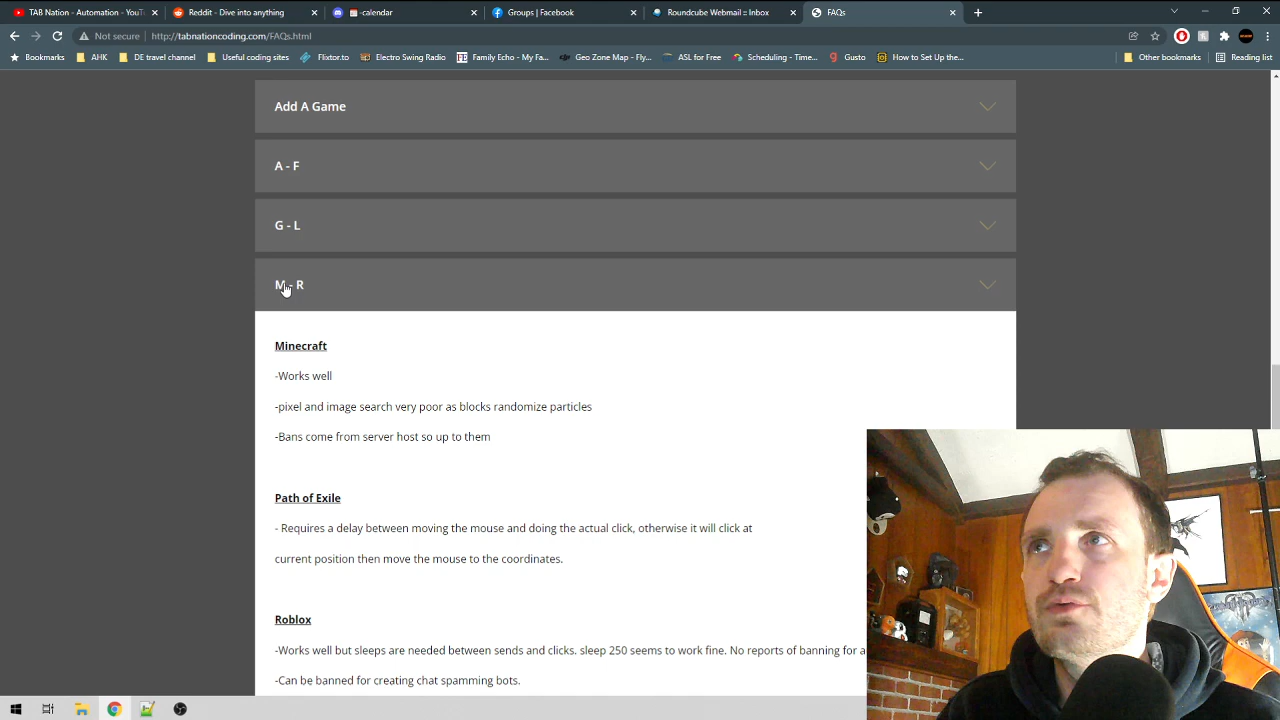 TAB Nation - Automation - YouTu
Reddit - Dive into anything
-calendar
Groups | Facebook
Roundcube Webmail :: Inbox
FAQs
Not secure
http://tabnationcoding.com/FAQs.html
Bookmarks
AHK
DE travel channel
Useful coding sites
Flixtor.to
Electro Swing Radio
Family Echo - My Fa...
Geo Zone Map - Fly...
ASL for Free
Scheduling - Time...
Gusto
How to Set Up the...
Other bookmarks
Reading list
Add A Game
A - F
G - L
M - R
Minecraft
-Works well
-pixel and image search very poor as blocks randomize particles
-Bans come from server host so up to them
Path of Exile
- Requires a delay between moving the mouse and doing the actual click, otherwise it will click at
current position then move the mouse to the coordinates.
Roblox
-Works well but sleeps are needed between sends and clicks. sleep 250 seems to work fine. No reports of banning for a
-Can be banned for creating chat spamming bots.